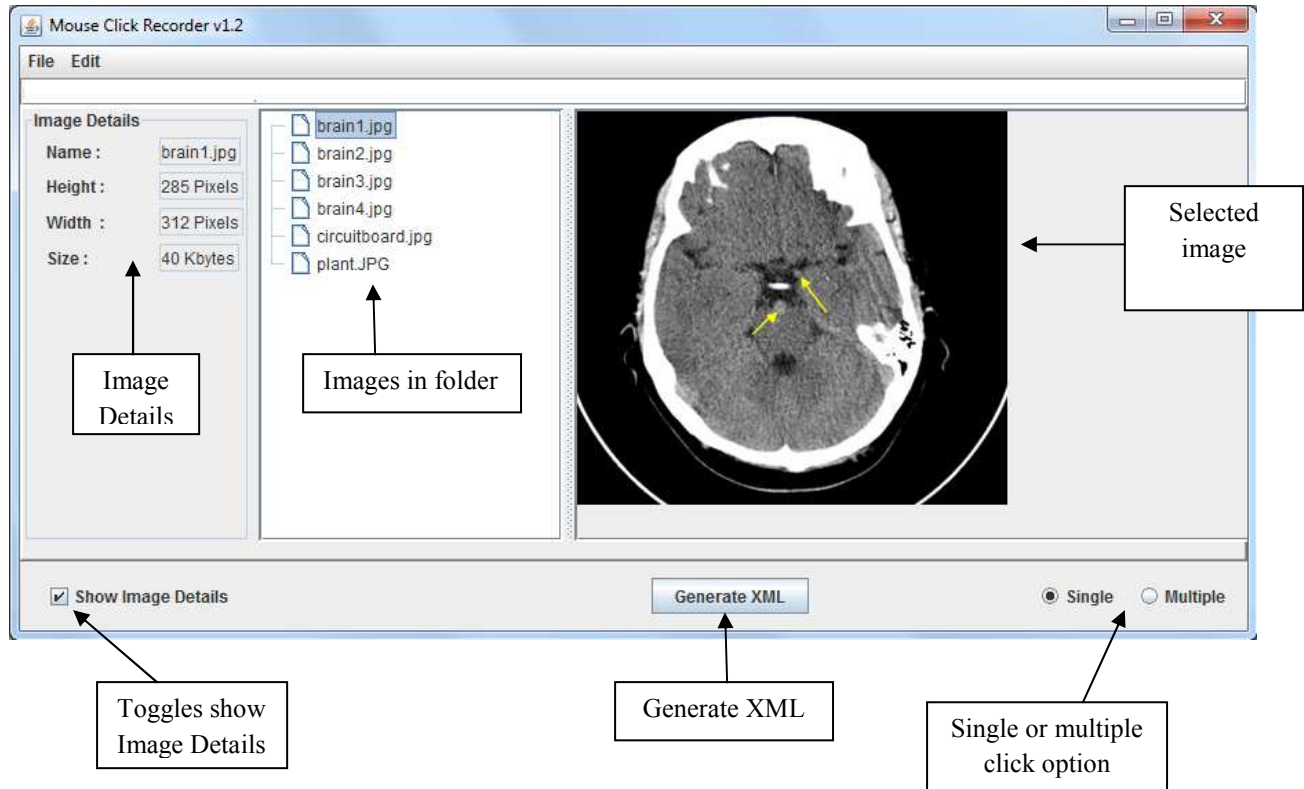 Mouse Click Recorder v1.2
File Edit
Image Details
Name : brain1.jpg
Height : 285 Pixels
Width : 312 Pixels
Size : 40 Kbytes
brain1.jpg
brain2.jpg
brain3.jpg
brain4.jpg
circuitboard.jpg
plant.JPG
Selected
image
Image
Details
Images in folder
Show Image Details
Generate XML
Single Multiple
Toggles show
Image Details
Generate XML
Single or multiple
click option